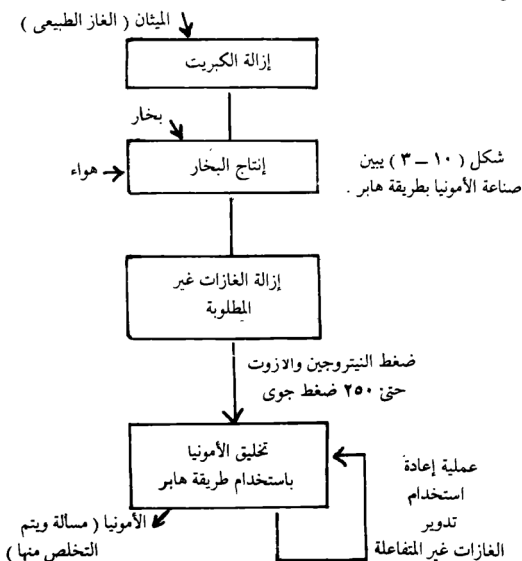 الميثان ( الغاز الطبيعى )
إزالة الكبريت
بخار
هواء
إنتاج البخار
شكل ( ١٠ – ٣ ) يبين
صناعة الأمونيا بطريقة هابر .
إزالة الغازات غير
المطلوبة
ضغط النيتروجين والازوت
حتى ٢٥٠ ضغط جوى
تخليق الأمونيا
باستخدام طريقة هابر
عملية إعادة
استخدام
تدوير
الغازات غير المتفاعلة
الأمونيا ( مسألة ويتم
التخلص منها )